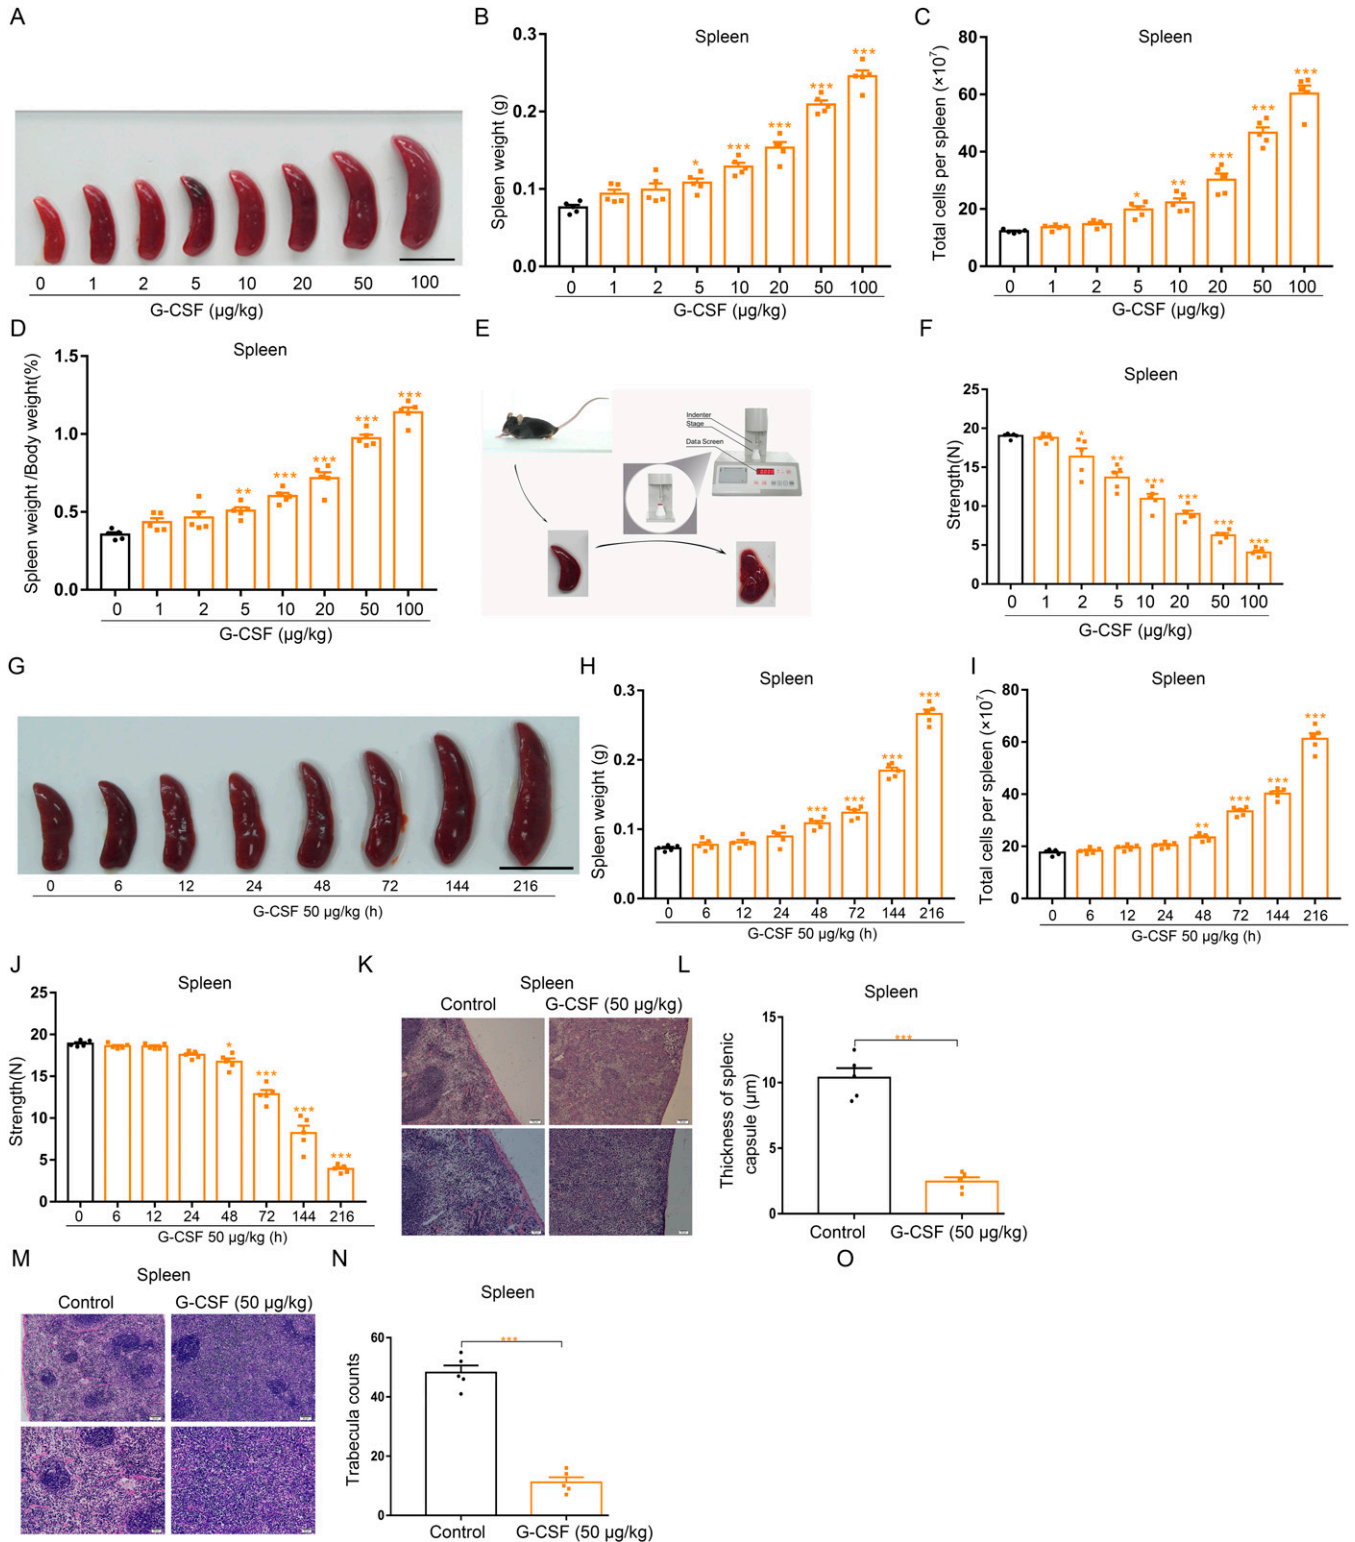 A
B
C
Spleen
Spleen
Spleen weight (g)
0.3
0.2
0.1
0.0
***
***
***
***
*
0 1 2 5 10 20 50 100
G-CSF (µg/kg)
Total cells per spleen (×10⁷)
80
60
40
20
0
***
***
***
**
*
0 1 2 5 10 20 50 100
G-CSF (µg/kg)
0 1 2 5 10 20 50 100
G-CSF (µg/kg)
D
E
F
Spleen
Spleen weight /Body weight(%)
1.5
1.0
0.5
0.0
**
***
***
***
***
0 1 2 5 10 20 50 100
G-CSF (µg/kg)
Indenter
Stage
Data Screen
Spleen
Strength(N)
25
20
15
10
5
0
*
**
***
***
***
***
0 1 2 5 10 20 50 100
G-CSF (µg/kg)
G
H
I
0 6 12 24 48 72 144 216
G-CSF 50 µg/kg (h)
Spleen
Spleen weight (g)
0.3
0.2
0.1
0.0
***
***
***
***
0 6 12 24 48 72 144 216
G-CSF 50 µg/kg (h)
Spleen
Total cells per spleen (×10⁷)
80
60
40
20
0
**
***
***
***
0 6 12 24 48 72 144 216
G-CSF 50 µg/kg (h)
J
K
L
Spleen
Strength(N)
25
20
15
10
5
0
*
***
***
***
0 6 12 24 48 72 144 216
G-CSF 50 µg/kg (h)
Spleen
Control G-CSF (50 µg/kg)
Spleen
Thickness of splenic
capsule (µm)
15
10
5
0
***
Control G-CSF (50 µg/kg)
M
N
O
Spleen
Control G-CSF (50 µg/kg)
Spleen
Trabecula counts
60
40
20
0
***
Control G-CSF (50 µg/kg)